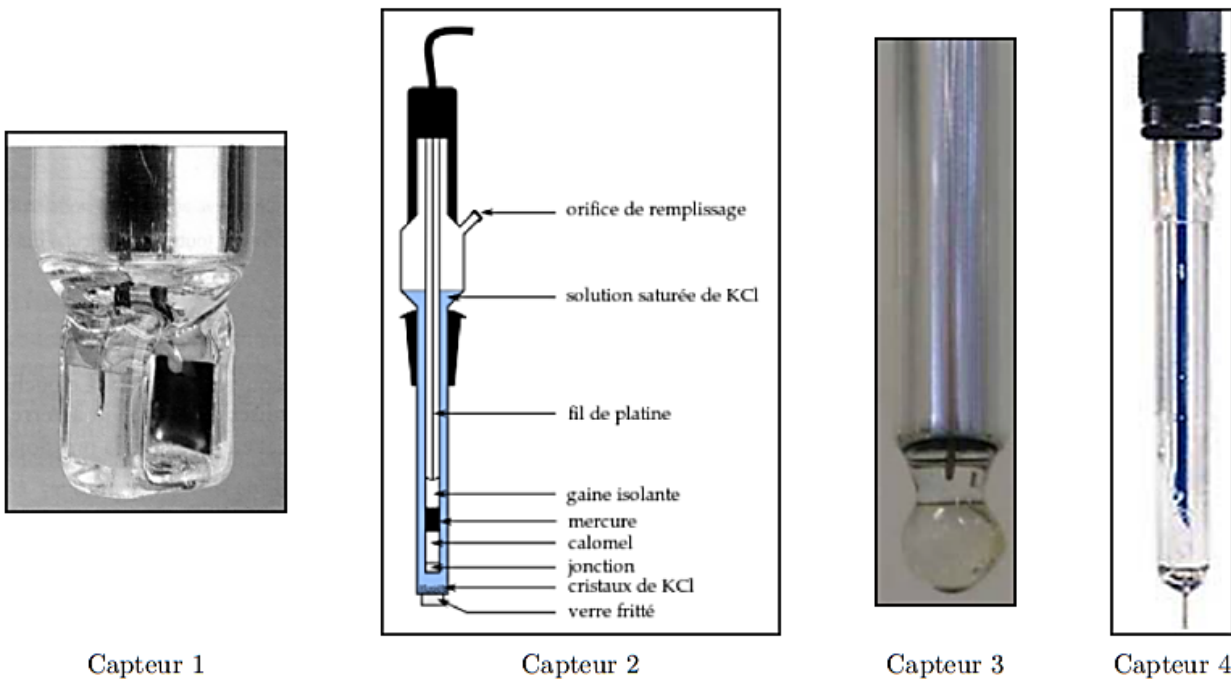 orifice de remplissage
solution saturée de KCl
fil de platine
gaine isolante
mercure
calomel
jonction
cristaux de KCl
verre fritté
Capteur 1
Capteur 2
Capteur 3
Capteur 4